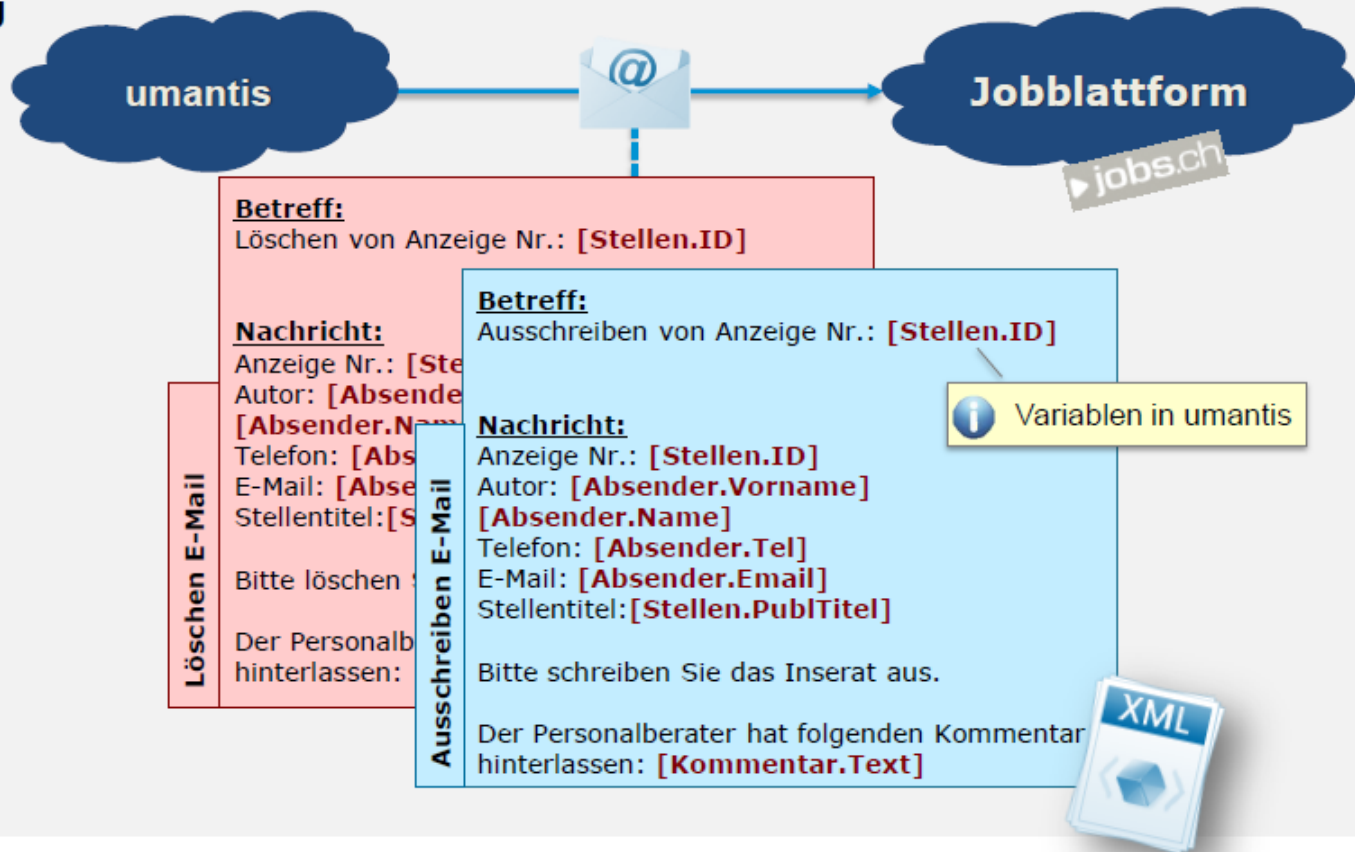 umantis
@
Jobblattform
jobs.ch
Betreff:
Löschen von Anzeige Nr.: [Stellen.ID]
Nachricht:
Anzeige Nr.: [Ste
Autor: [Absende
[Absender.Name
Telefon: [Abs
E-Mail: [Abse
Stellentitel:[S
Bitte löschen
Der Personalb
hinterlassen:
Löschen E-Mail
Betreff:
Ausschreiben von Anzeige Nr.: [Stellen.ID]
Variablen in umantis
Nachricht:
Anzeige Nr.: [Stellen.ID]
Autor: [Absender.Vorname]
[Absender.Name]
Telefon: [Absender.Tel]
E-Mail: [Absender.Email]
Stellentitel:[Stellen.PublTitel]
Bitte schreiben Sie das Inserat aus.
Der Personalberater hat folgenden Kommentar
hinterlassen: [Kommentar.Text]
Ausschreiben E-Mail
XML